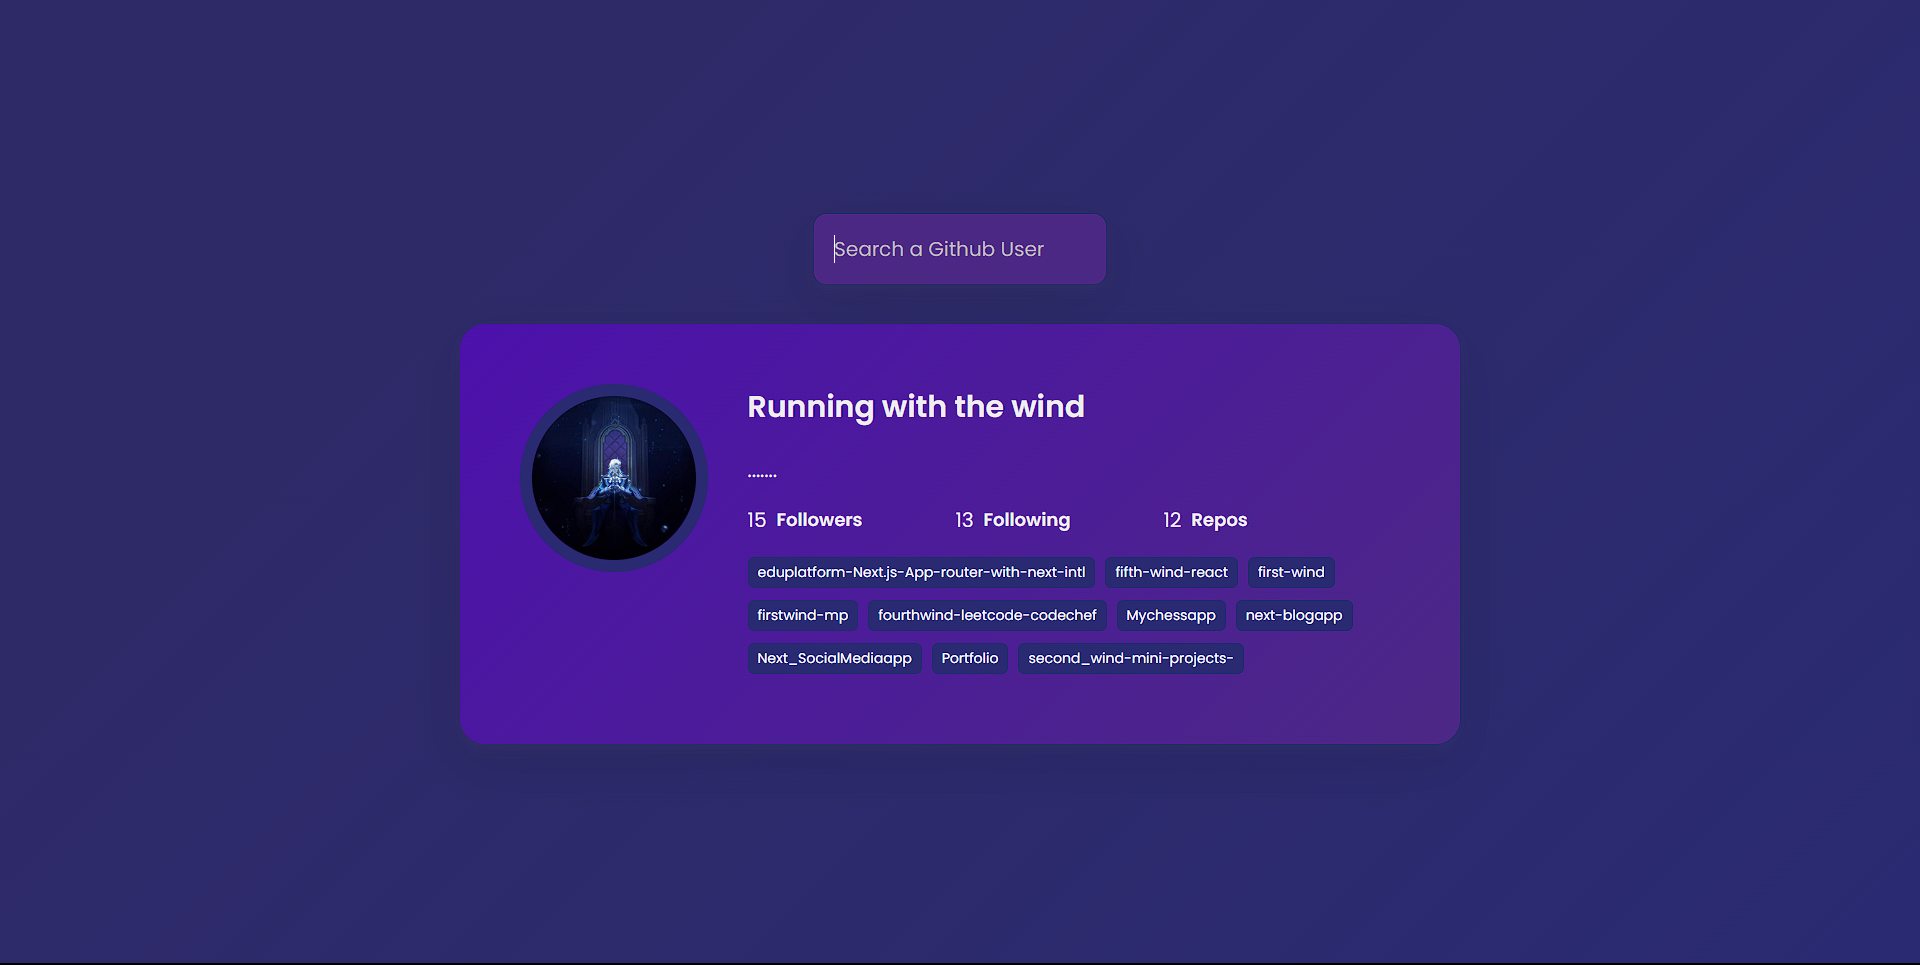 Search a Github User
Running with the wind
.......
15 Followers 13 Following 12 Repos
eduplatform-Next.js-App-router-with-next-intl fifth-wind-react first-wind
firstwind-mp fourthwind-leetcode-codechef Mychessapp next-blogapp
Next_SocialMediaapp Portfolio second_wind-mini-projects-